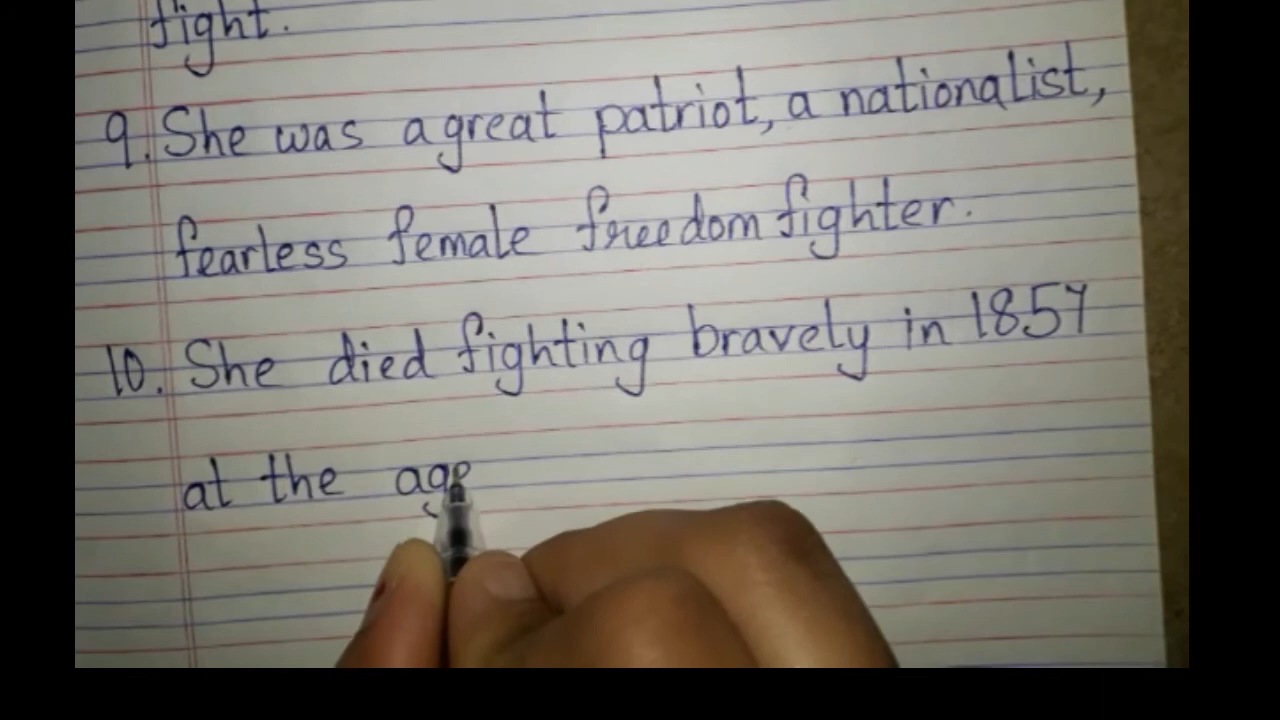 fight.
9. She was a great patriot, a nationalist,
fearless female freedom fighter.
10. She died fighting bravely in 1857
at the age